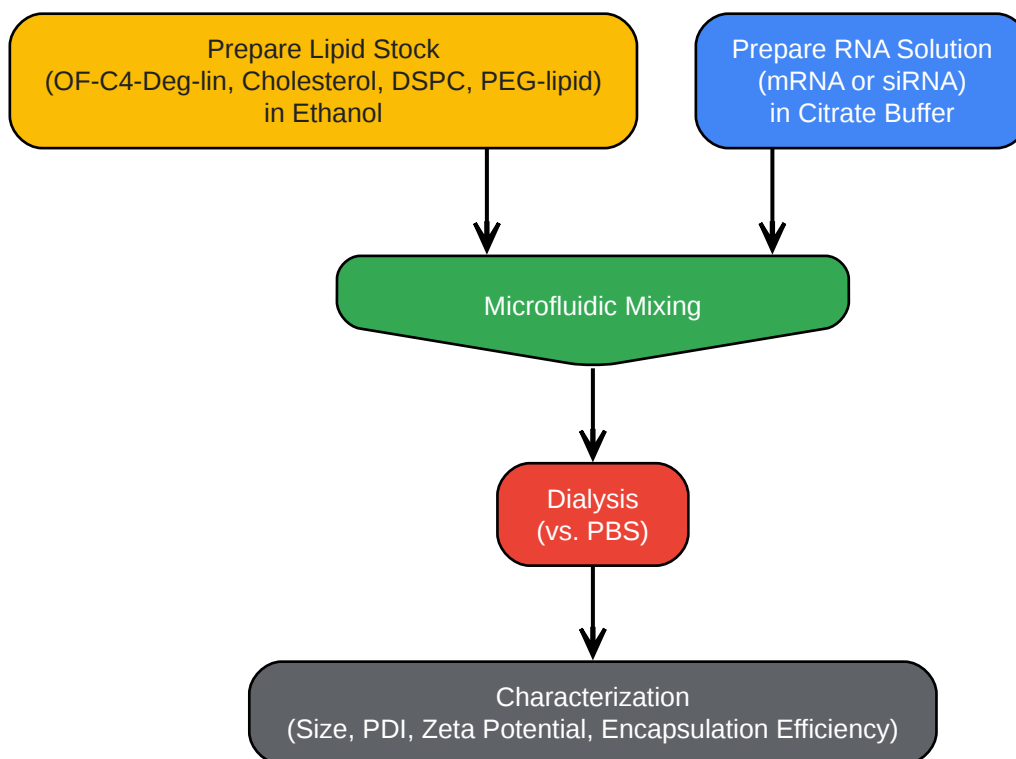 Prepare Lipid Stock
(OF-C4-Deg-lin, Cholesterol, DSPC, PEG-lipid)
in Ethanol
Prepare RNA Solution
(mRNA or siRNA)
in Citrate Buffer
Microfluidic Mixing
Dialysis
(vs. PBS)
Characterization
(Size, PDI, Zeta Potential, Encapsulation Efficiency)